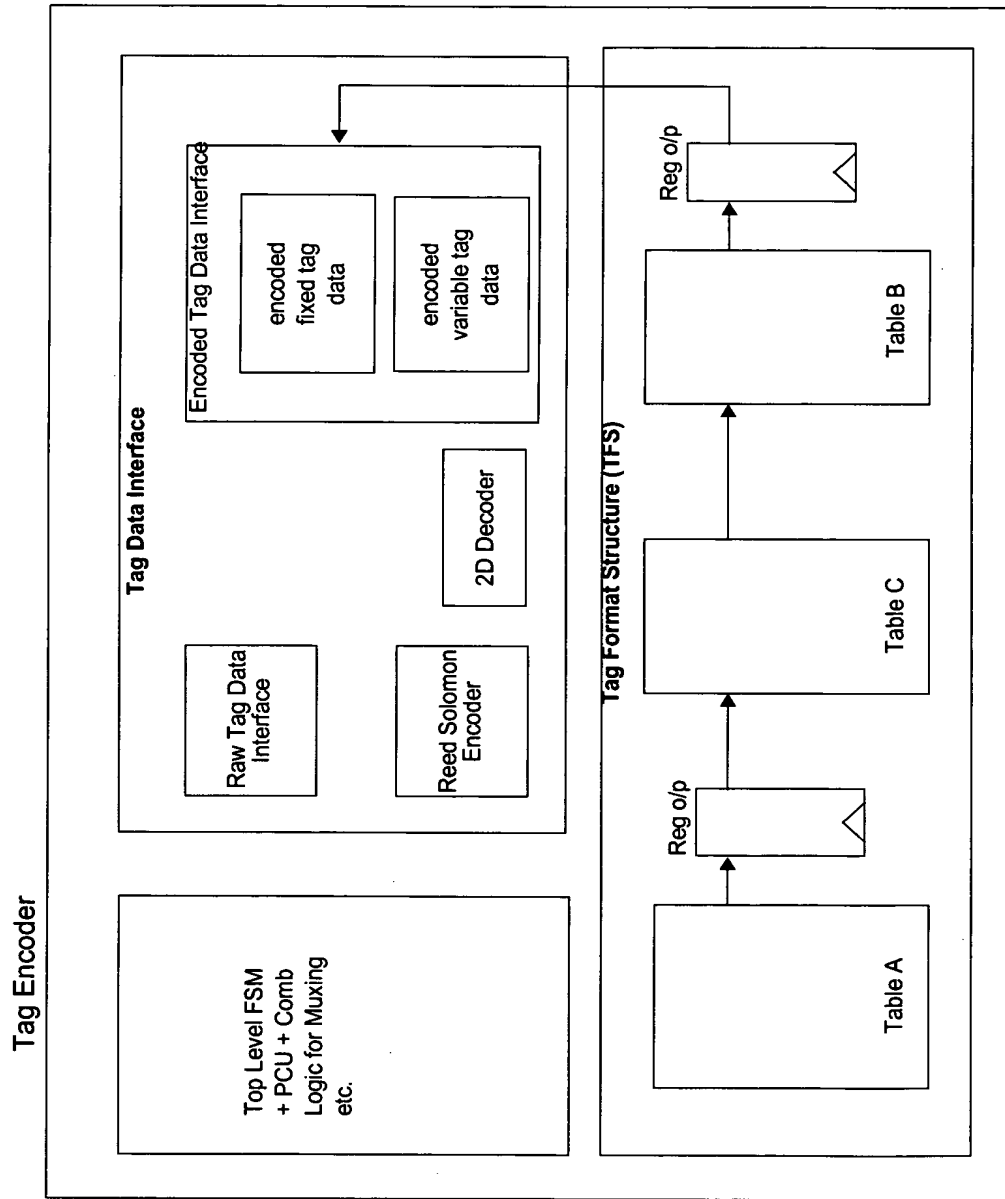 Tag Encoder
Top Level FSM
+ PCU + Comb
Logic for Muxing
etc.
Tag Data Interface
Raw Tag Data
Interface
Reed Solomon
Encoder
2D Decoder
Encoded Tag Data Interface
encoded
fixed tag
data
encoded
variable tag
data
Tag Format Structure (TFS)
Table A
Reg o/p
Table C
Table B
Reg o/p